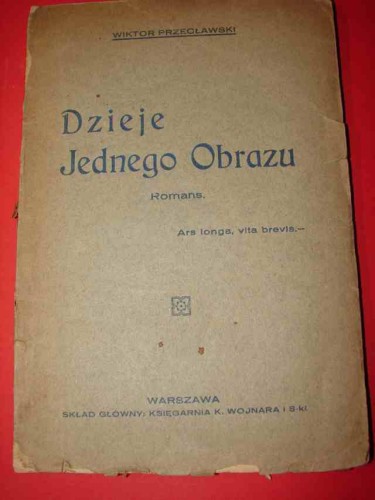 WIKTOR PRZECŁAWSKI
Dzieje
Jednego Obrazu
Romans.
Ars longa, vita brevis.—
WARSZAWA
SKŁAD GŁÓWNY: KSIĘGARNIA K. WOJNARA i S-ki.